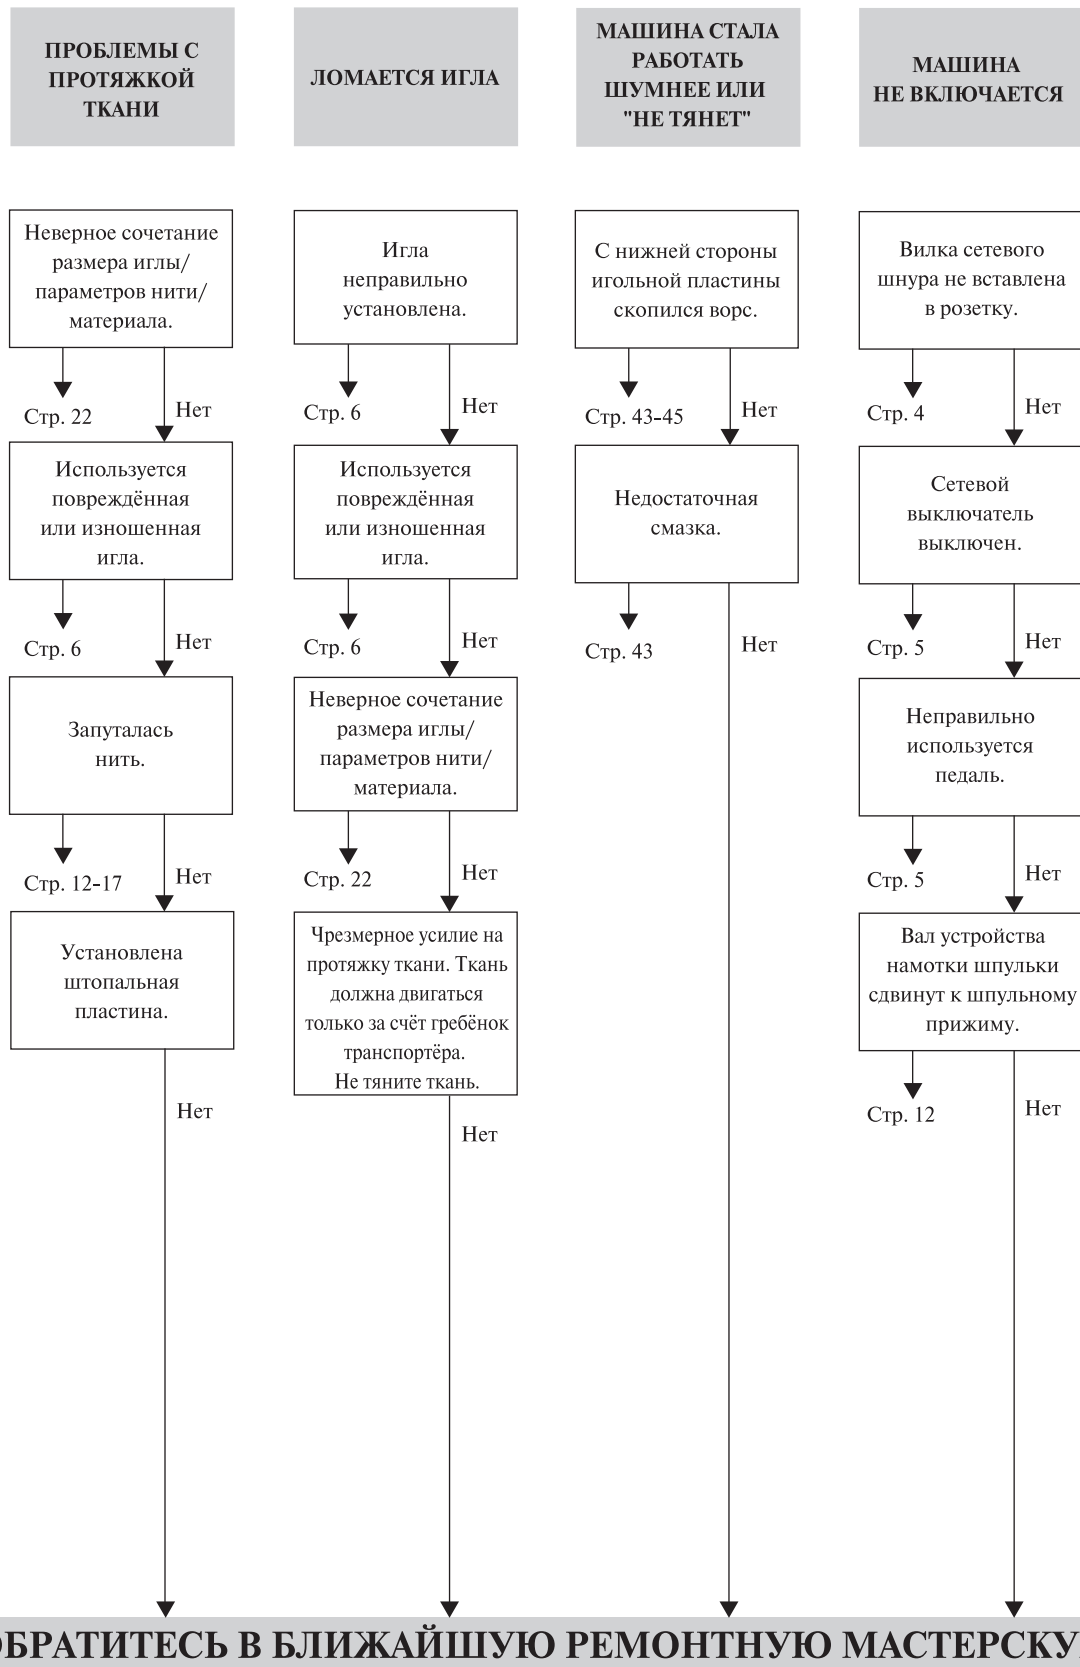 ПРОБЛЕМЫ С
ПРОТЯЖКОЙ
ТКАНИ
Неверное сочетание
размера иглы/
параметров нити/
материала.
Стр. 22
Нет
Используется
повреждённая
или изношенная
игла.
Стр. 6
Нет
Запуталась
нить.
Стр. 12-17
Нет
Установлена
штопальная
пластина.
Нет
ЛОМАЕТСЯ ИГЛА
Игла
неправильно
установлена.
Стр. 6
Нет
Используется
повреждённая
или изношенная
игла.
Стр. 6
Нет
Неверное сочетание
размера иглы/
параметров нити/
материала.
Стр. 22
Нет
Чрезмерное усилие на
протяжку ткани. Ткань
должна двигаться
только за счёт гребёнок
транспортёра.
Не тяните ткань.
Нет
МАШИНА СТАЛА
РАБОТАТЬ
ШУМНЕЕ ИЛИ
"НЕ ТЯНЕТ"
С нижней стороны
игольной пластины
скопился ворс.
Стр. 43-45
Нет
Недостаточная
смазка.
Стр. 43
Нет
МАШИНА
НЕ ВКЛЮЧАЕТСЯ
Вилка сетевого
шнура не вставлена
в розетку.
Стр. 4
Нет
Сетевой
выключатель
выключен.
Стр. 5
Нет
Неправильно
используется
педаль.
Стр. 5
Нет
Вал устройства
намотки шпульки
сдвинут к шпульному
прижиму.
Стр. 12
Нет
ОБРАТИТЕСЬ В БЛИЖАЙШУЮ РЕМОНТНУЮ МАСТЕРСКУ